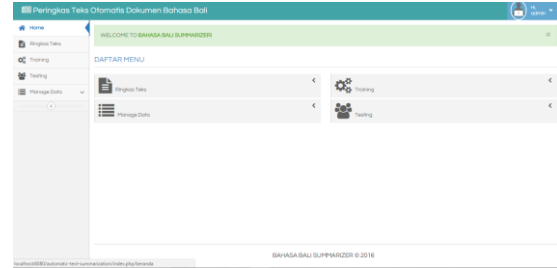 Peringkas Teks Otomatis Dokumen Bahasa Bali
Hi,
admin
Home
Ringkas Teks
Training
Testing
Manage Data
WELCOME TO BAHASA BALI SUMMARIZER!
DAFTAR MENU
Ringkas Teks
Training
Manage Data
Testing
BAHASA BALI SUMMARIZER © 2016
localhost:8080/automatic-text-summarization/index.php/beranda